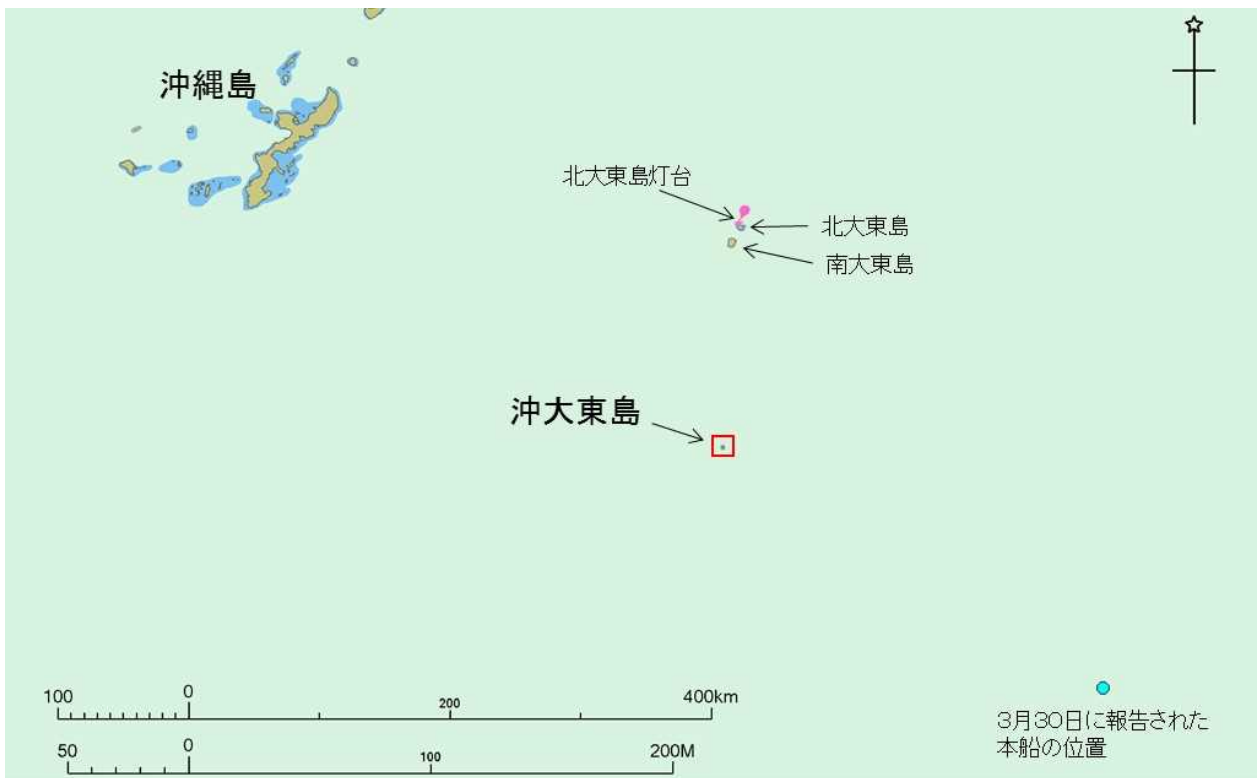 沖縄島
北大東島灯台
北大東島
南大東島
沖大東島
100 0 200 400km
50 0 100 200M
3月30日に報告された
本船の位置